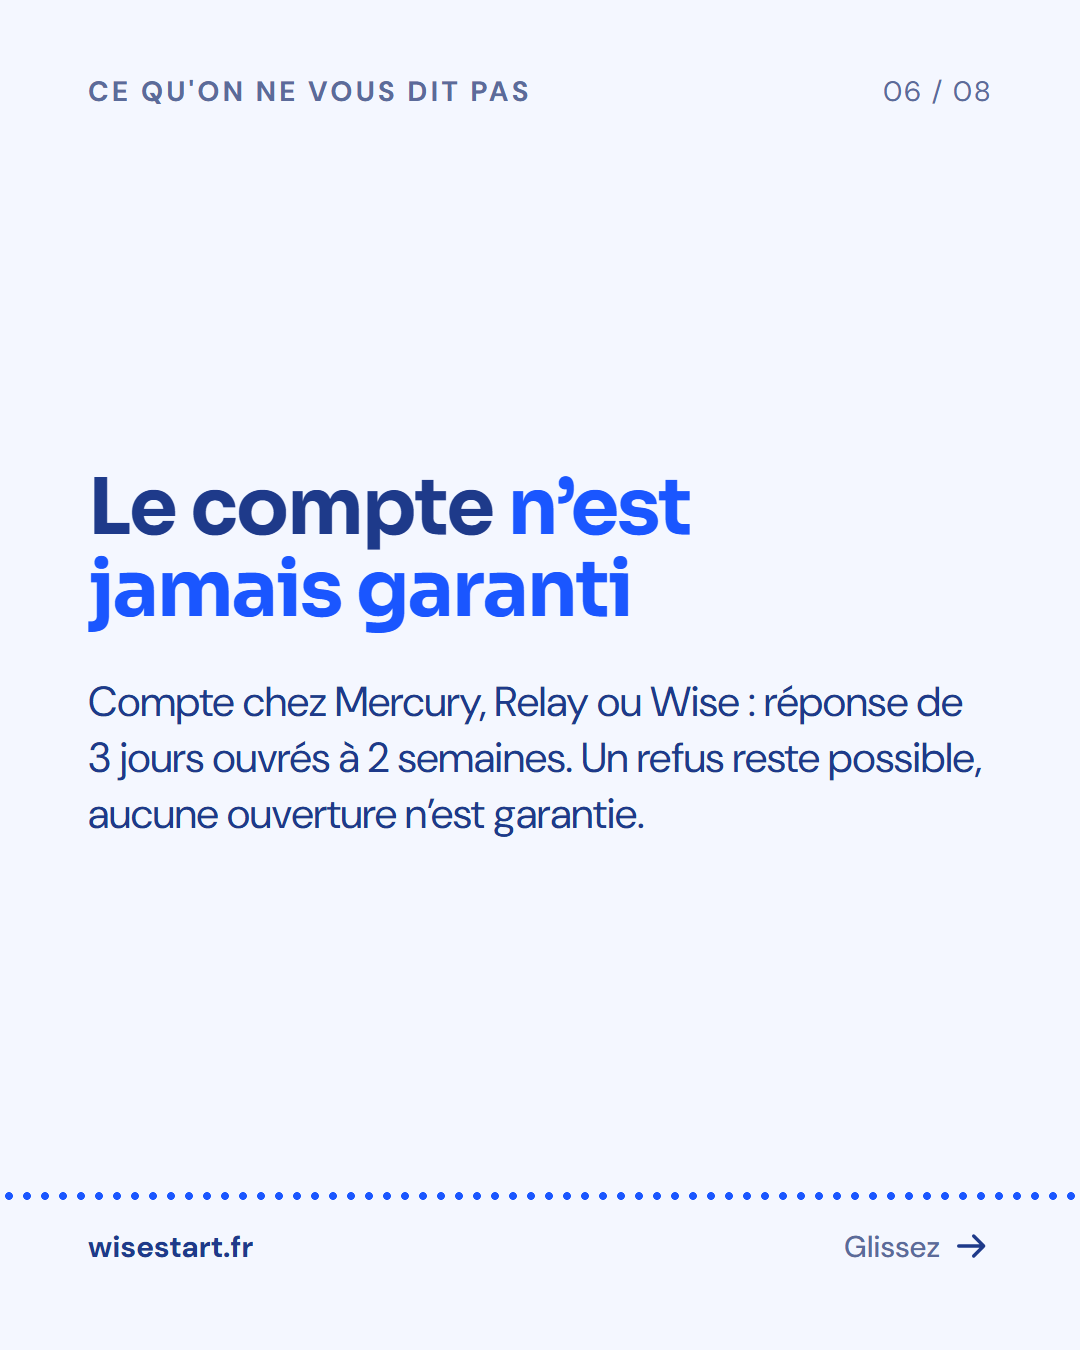 CE QU'ON NE VOUS DIT PAS
06 / 08
Le compte n’est
jamais garanti
Compte chez Mercury, Relay ou Wise : réponse de
3 jours ouvrés à 2 semaines. Un refus reste possible,
aucune ouverture n’est garantie.
wisestart.fr
Glissez →